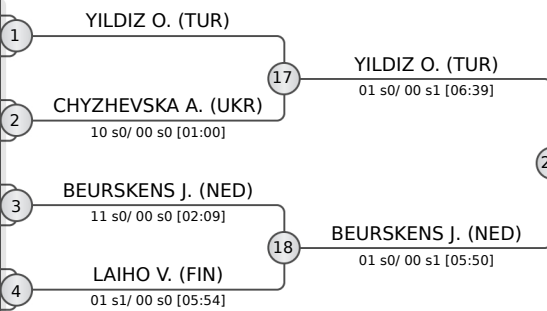 YILDIZ O. (TUR)
1
17
YILDIZ O. (TUR)
01 s0/ 00 s1 [06:39]
CHYZHEVSKA A. (UKR)
2
10 s0/ 00 s0 [01:00]
BEURSKENS J. (NED)
3
11 s0/ 00 s0 [02:09]
18
BEURSKENS J. (NED)
01 s0/ 00 s1 [05:50]
LAIHO V. (FIN)
4
01 s1/ 00 s0 [05:54]